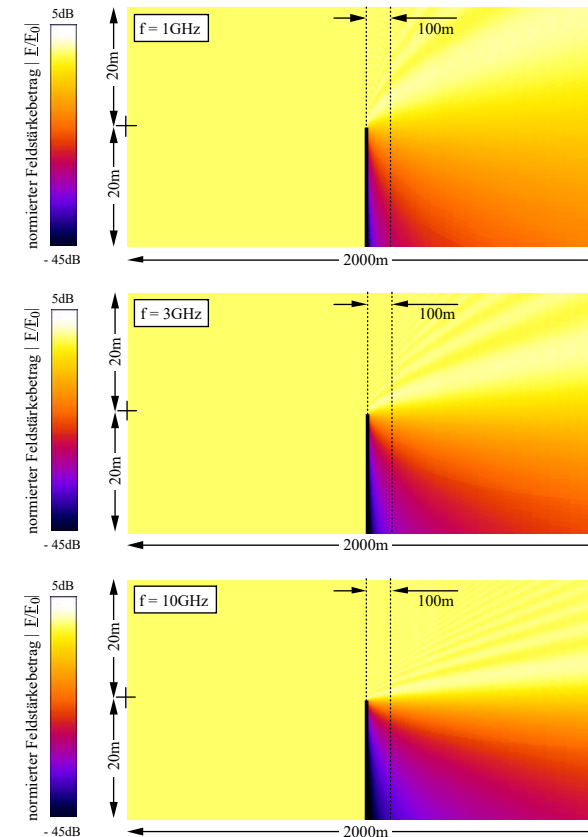 5dB
normierter Feldstärkebetrag | E/E0|
- 45dB
20m
20m
f = 1GHz
100m
2000m
5dB
normierter Feldstärkebetrag | E/E0|
- 45dB
20m
20m
f = 3GHz
100m
2000m
5dB
normierter Feldstärkebetrag | E/E0|
- 45dB
20m
20m
f = 10GHz
100m
2000m